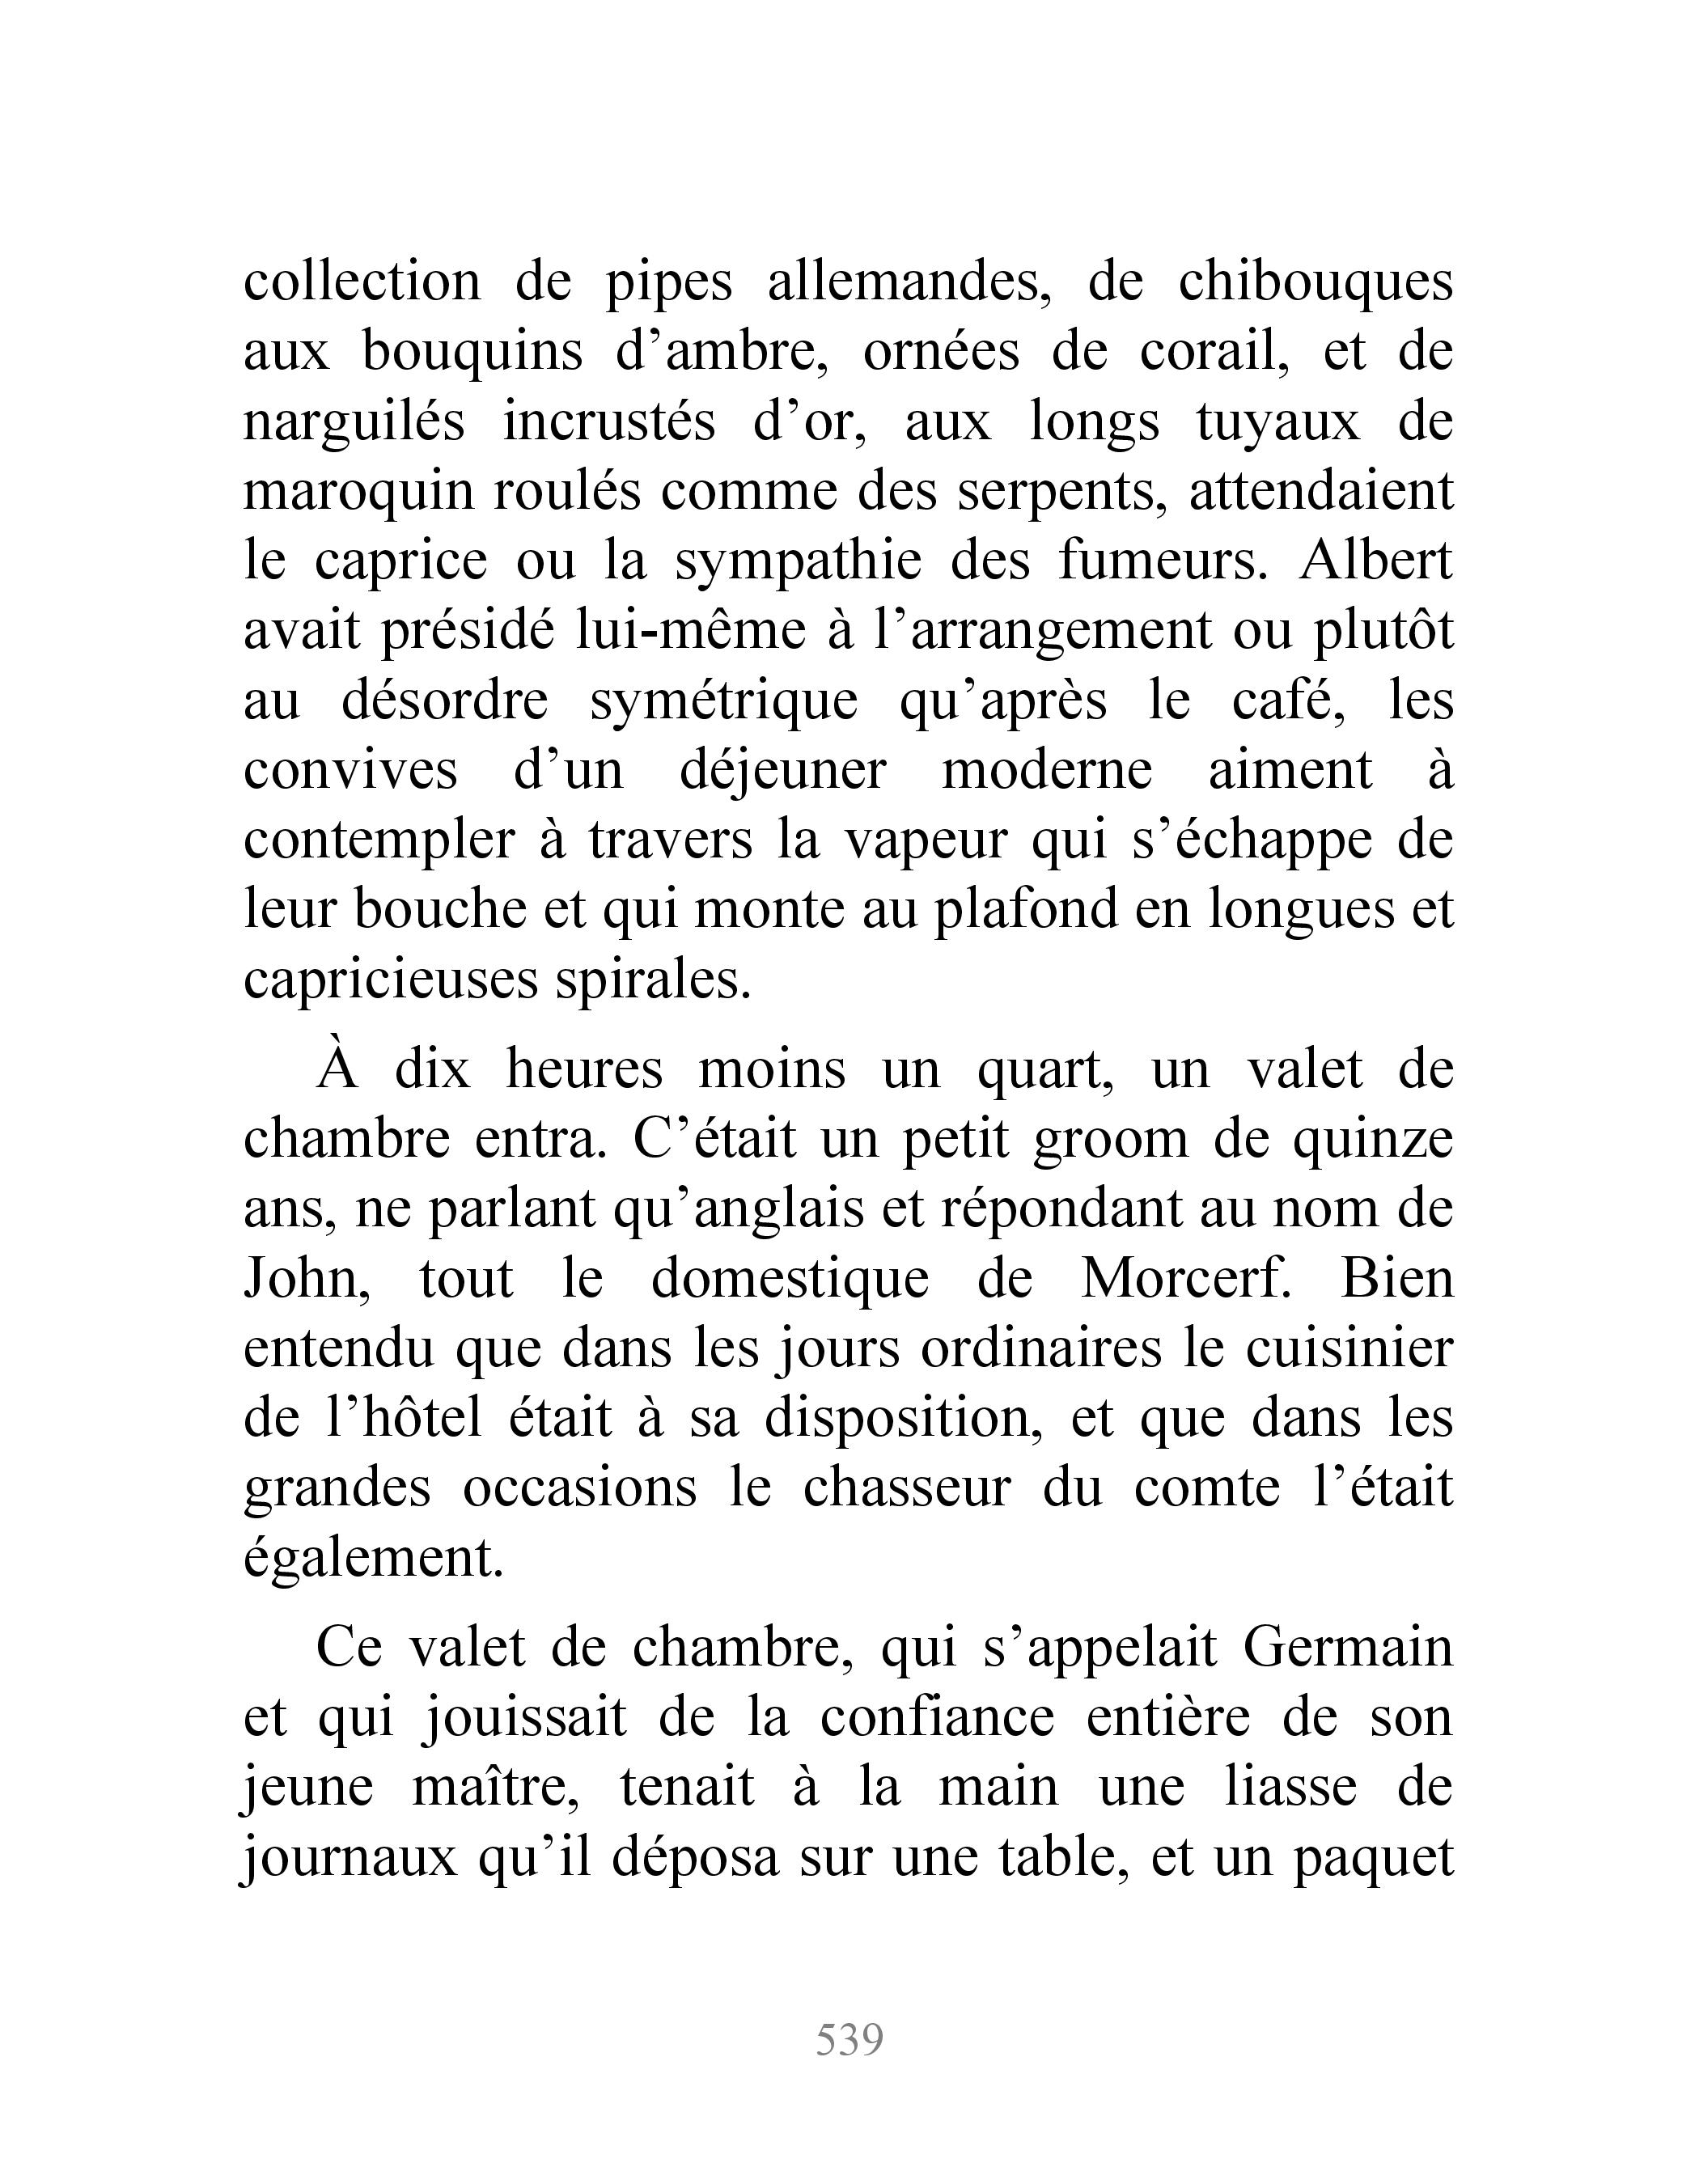 collection de pipes allemandes, de chibouques
aux bouquins d’ambre, ornées de corail, et de
narguilés incrustés d’or, aux longs tuyaux de
maroquin roulés comme des serpents, attendaient
le caprice ou la sympathie des fumeurs. Albert
avait présidé lui-même à l’arrangement ou plutôt
au désordre symétrique qu’après le café, les
convives d’un déjeuner moderne aiment à
contempler à travers la vapeur qui s’échappe de
leur bouche et qui monte au plafond en longues et
capricieuses spirales.
À dix heures moins un quart, un valet de
chambre entra. C’était un petit groom de quinze
ans, ne parlant qu’anglais et répondant au nom de
John, tout le domestique de Morcerf. Bien
entendu que dans les jours ordinaires le cuisinier
de l’hôtel était à sa disposition, et que dans les
grandes occasions le chasseur du comte l’était
également.
Ce valet de chambre, qui s’appelait Germain
et qui jouissait de la confiance entière de son
jeune maître, tenait à la main une liasse de
journaux qu’il déposa sur une table, et un paquet
539